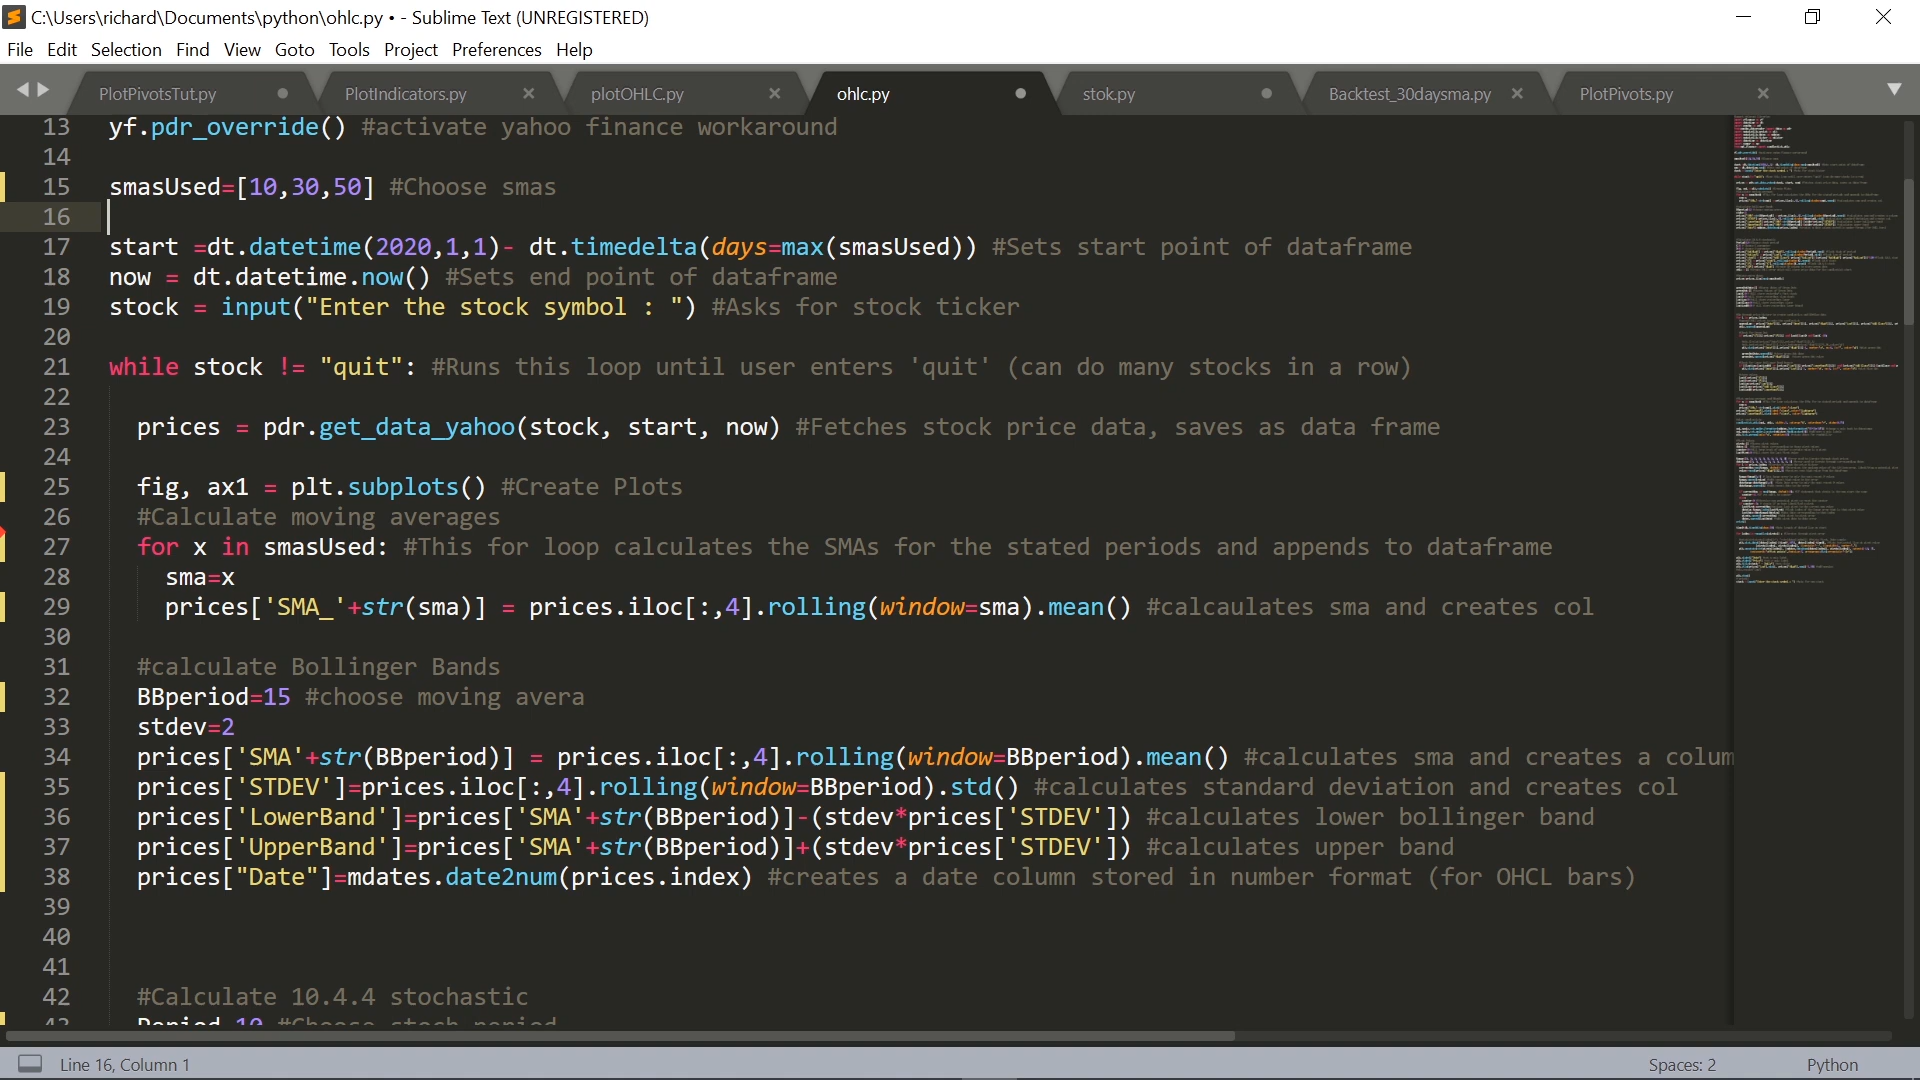 C:\Users\richard\Documents\python\ohlc.py • - Sublime Text (UNREGISTERED)
File Edit Selection Find View Goto Tools Project Preferences Help
PlotPivotsTut.py PlotIndicators.py plotOHLC.py ohlc.py stok.py Backtest_30daysma.py PlotPivots.py
13 yf.pdr_override() #activate yahoo finance workaround
14
15 smasUsed=[10,30,50] #Choose smas
16
17 start =dt.datetime(2020,1,1)- dt.timedelta(days=max(smasUsed)) #Sets start point of dataframe
18 now = dt.datetime.now() #Sets end point of dataframe
19 stock = input("Enter the stock symbol : ") #Asks for stock ticker
20
21 while stock != "quit": #Runs this loop until user enters 'quit' (can do many stocks in a row)
22
23 prices = pdr.get_data_yahoo(stock, start, now) #Fetches stock price data, saves as data frame
24
25 fig, ax1 = plt.subplots() #Create Plots
26 #Calculate moving averages
27 for x in smasUsed: #This for loop calculates the SMAs for the stated periods and appends to dataframe
28 sma=x
29 prices['SMA_'+str(sma)] = prices.iloc[:,4].rolling(window=sma).mean() #calcaulates sma and creates col
30
31 #calculate Bollinger Bands
32 BBperiod=15 #choose moving avera
33 stdev=2
34 prices['SMA'+str(BBperiod)] = prices.iloc[:,4].rolling(window=BBperiod).mean() #calculates sma and creates a colum
35 prices['STDEV']=prices.iloc[:,4].rolling(window=BBperiod).std() #calculates standard deviation and creates col
36 prices['LowerBand']=prices['SMA'+str(BBperiod)]-(stdev*prices['STDEV']) #calculates lower bollinger band
37 prices['UpperBand']=prices['SMA'+str(BBperiod)]+(stdev*prices['STDEV']) #calculates upper band
38 prices["Date"]=mdates.date2num(prices.index) #creates a date column stored in number format (for OHCL bars)
39
40
41
42 #Calculate 10.4.4 stochastic
43 Period 10 #Choose stoch period
Line 16, Column 1 Spaces: 2 Python